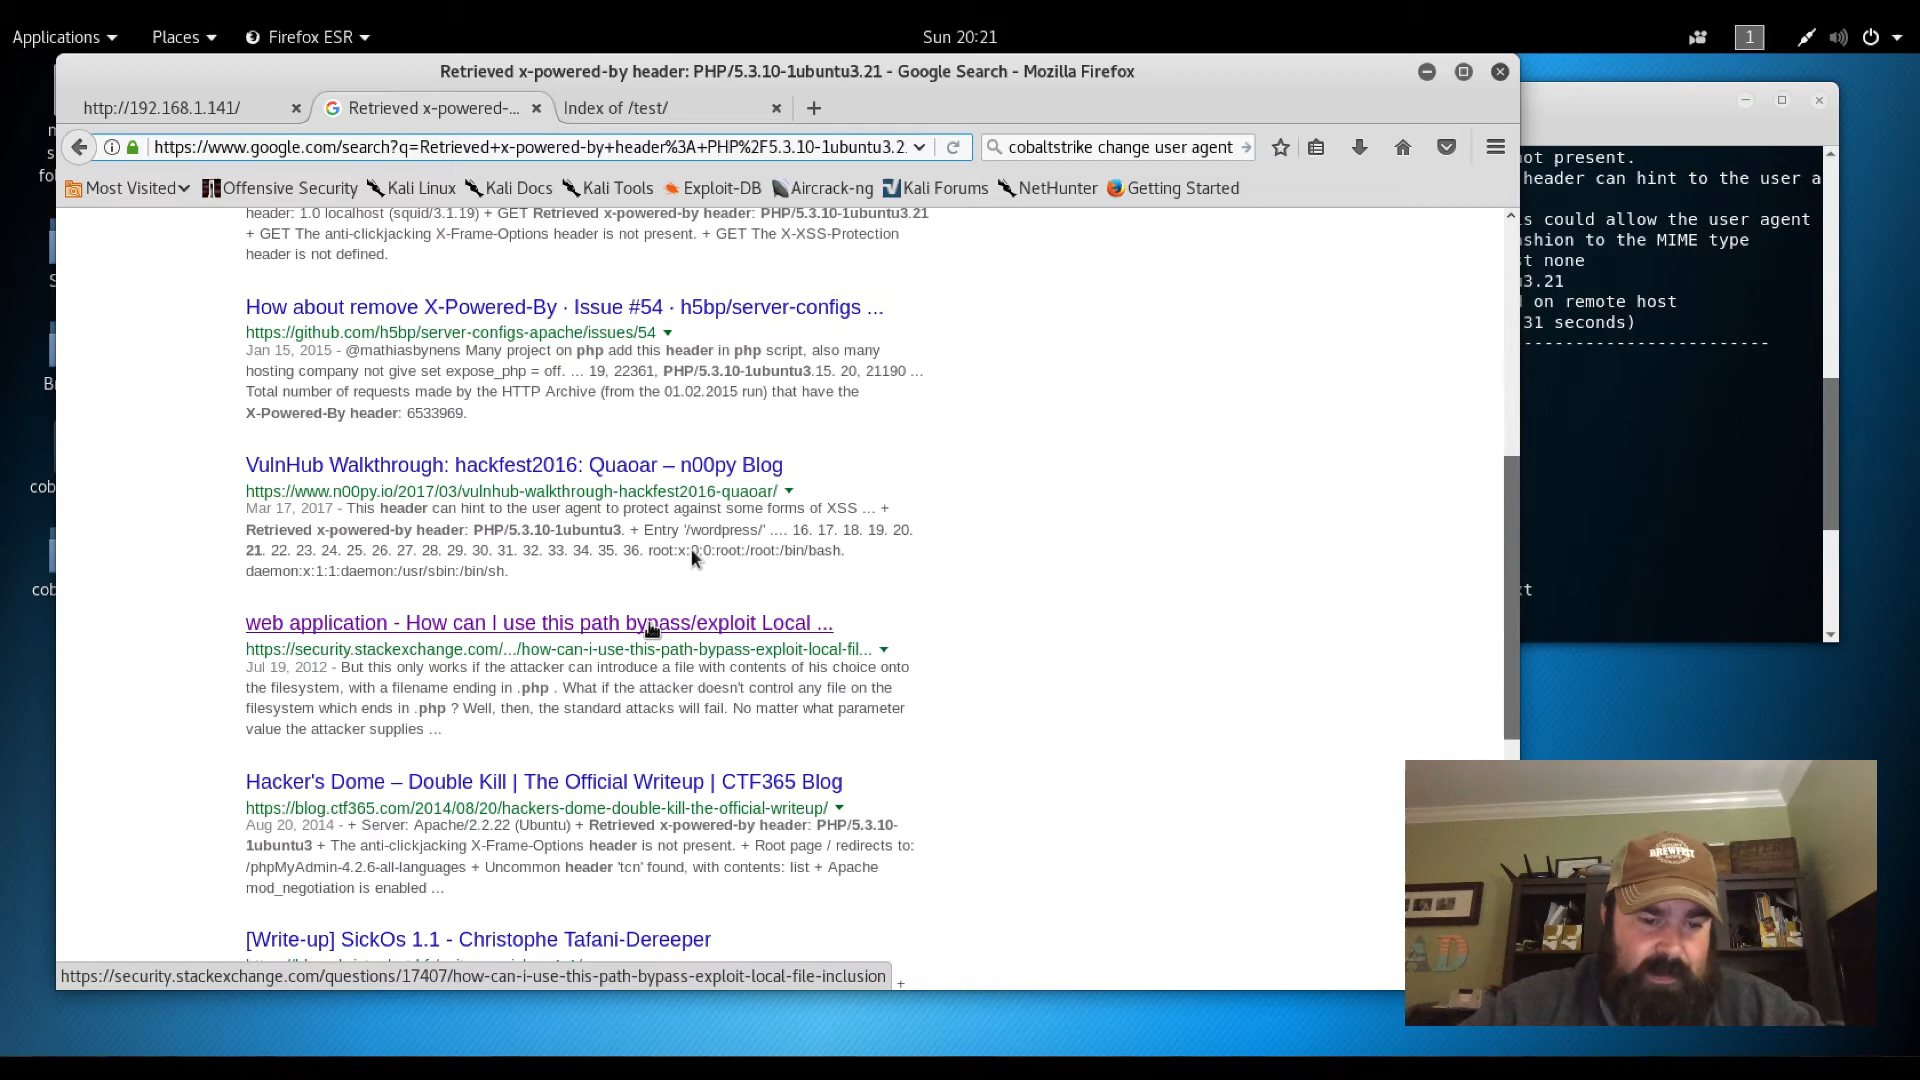 Applications Places Firefox ESR Sun 20:21 1
Retrieved x-powered-by header: PHP/5.3.10-1ubuntu3.21 - Google Search - Mozilla Firefox
http://192.168.1.141/ Retrieved x-powered-... Index of /test/
https://www.google.com/search?q=Retrieved+x-powered-by+header%3A+PHP%2F5.3.10-1ubuntu3.2 cobaltstrike change user agent
Most Visited Offensive Security Kali Linux Kali Docs Kali Tools Exploit-DB Aircrack-ng Kali Forums NetHunter Getting Started
header: 1.0 localhost (squid/3.1.19) + GET Retrieved x-powered-by header: PHP/5.3.10-1ubuntu3.21
+ GET The anti-clickjacking X-Frame-Options header is not present. + GET The X-XSS-Protection
header is not defined.
How about remove X-Powered-By · Issue #54 · h5bp/server-configs ...
https://github.com/h5bp/server-configs-apache/issues/54
Jan 15, 2015 - @mathiasbynens Many project on php add this header in php script, also many
hosting company not give set expose_php = off. ... 19, 22361, PHP/5.3.10-1ubuntu3.15. 20, 21190 ...
Total number of requests made by the HTTP Archive (from the 01.02.2015 run) that have the
X-Powered-By header: 6533969.
VulnHub Walkthrough: hackfest2016: Quaoar – n00py Blog
https://www.n00py.io/2017/03/vulnhub-walkthrough-hackfest2016-quaoar/
Mar 17, 2017 - This header can hint to the user agent to protect against some forms of XSS ... +
Retrieved x-powered-by header: PHP/5.3.10-1ubuntu3. + Entry '/wordpress/' .... 16. 17. 18. 19. 20.
21. 22. 23. 24. 25. 26. 27. 28. 29. 30. 31. 32. 33. 34. 35. 36. root:x:0:0:root:/root:/bin/bash.
daemon:x:1:1:daemon:/usr/sbin:/bin/sh.
web application - How can I use this path bypass/exploit Local ...
https://security.stackexchange.com/.../how-can-i-use-this-path-bypass-exploit-local-fil...
Jul 19, 2012 - But this only works if the attacker can introduce a file with contents of his choice onto
the filesystem, with a filename ending in .php . What if the attacker doesn't control any file on the
filesystem which ends in .php ? Well, then, the standard attacks will fail. No matter what parameter
value the attacker supplies ...
Hacker's Dome – Double Kill | The Official Writeup | CTF365 Blog
https://blog.ctf365.com/2014/08/20/hackers-dome-double-kill-the-official-writeup/
Aug 20, 2014 - + Server: Apache/2.2.22 (Ubuntu) + Retrieved x-powered-by header: PHP/5.3.10-
1ubuntu3 + The anti-clickjacking X-Frame-Options header is not present. + Root page / redirects to:
/phpMyAdmin-4.2.6-all-languages + Uncommon header 'tcn' found, with contents: list + Apache
mod_negotiation is enabled ...
[Write-up] SickOs 1.1 - Christophe Tafani-Dereeper
https://security.stackexchange.com/questions/17407/how-can-i-use-this-path-bypass-exploit-local-file-inclusion +
not present.
header can hint to the user a
s could allow the user agent
ashion to the MIME type
st none
u3.21
on remote host
31 seconds)
-----------------------
xt
m
s
for
S
Br
cob
cob